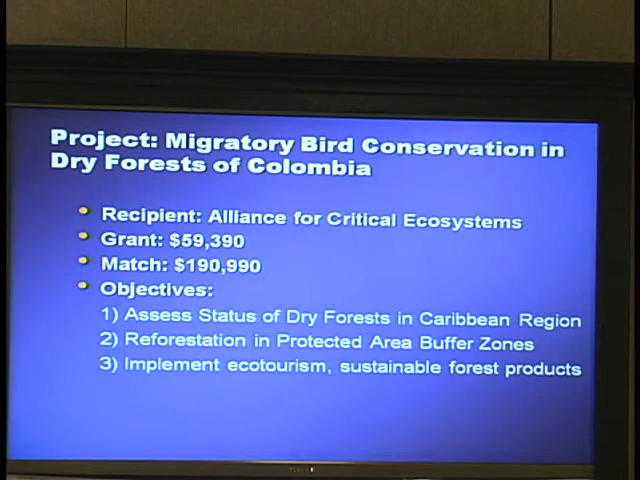 Project: Migratory Bird Conservation in
Dry Forests of Colombia
Recipient: Alliance for Critical Ecosystems
Grant: $59,390
Match: $190,990
Objectives:
1) Assess Status of Dry Forests in Caribbean Region
2) Reforestation in Protected Area Buffer Zones
3) Implement ecotourism, sustainable forest products